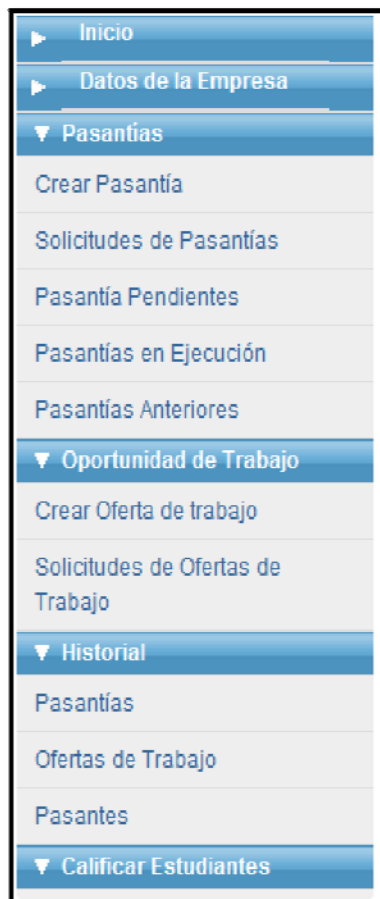 Inicio
Datos de la Empresa
Pasantías
Crear Pasantía
Solicitudes de Pasantías
Pasantía Pendientes
Pasantías en Ejecución
Pasantías Anteriores
Oportunidad de Trabajo
Crear Oferta de trabajo
Solicitudes de Ofertas de
Trabajo
Historial
Pasantías
Ofertas de Trabajo
Pasantes
Calificar Estudiantes